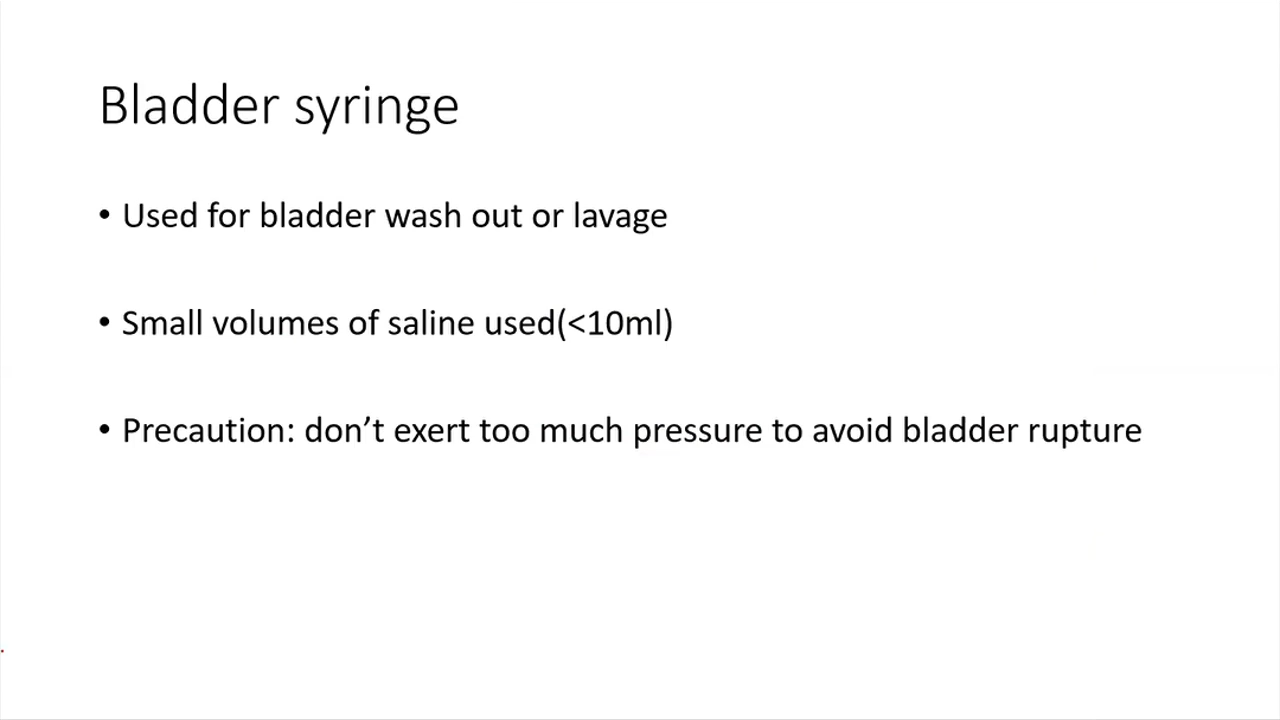 Bladder syringe
• Used for bladder wash out or lavage
• Small volumes of saline used(<10ml)
• Precaution: don’t exert too much pressure to avoid bladder rupture